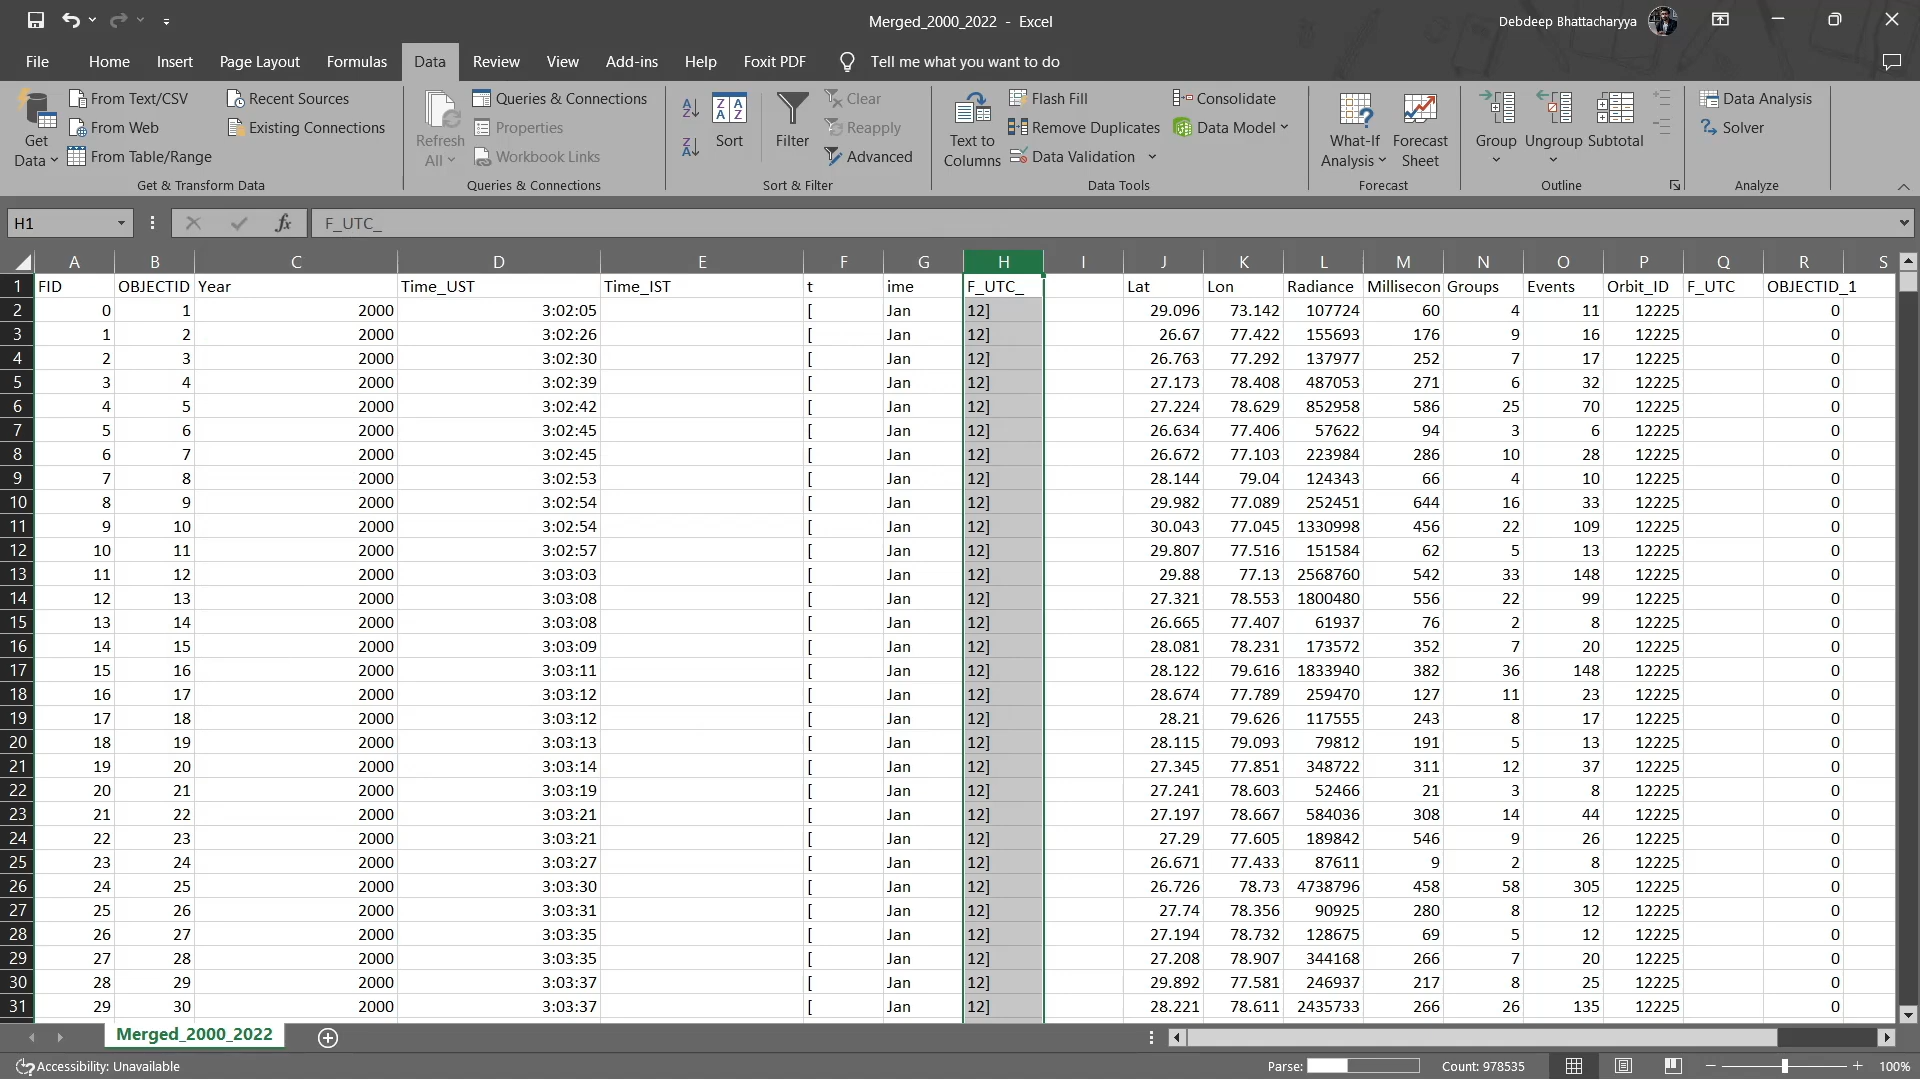 Merged_2000_2022 - Excel
Debdeep Bhattacharyya
File Home Insert Page Layout Formulas Data Review View Add-ins Help Foxit PDF Tell me what you want to do
From Text/CSV Recent Sources Queries & Connections Clear Flash Fill Consolidate Data Analysis
From Web Existing Connections Properties Reapply Remove Duplicates Data Model Solver
Get Data From Table/Range Refresh All Workbook Links Sort Filter Advanced Text to Columns Data Validation What-If Analysis Forecast Sheet Group Ungroup Subtotal
Get & Transform Data Queries & Connections Sort & Filter Data Tools Forecast Outline Analyze
H1 fx F_UTC_
A B C D E F G H I J K L M N O P Q R S
1 FID OBJECTID Year Time_UST Time_IST t ime F_UTC_ Lat Lon Radiance Millisecon Groups Events Orbit_ID F_UTC OBJECTID_1
2 0 1 2000 3:02:05 [ Jan 12] 29.096 73.142 107724 60 4 11 12225 0
3 1 2 2000 3:02:26 [ Jan 12] 26.67 77.422 155693 176 9 16 12225 0
4 2 3 2000 3:02:30 [ Jan 12] 26.763 77.292 137977 252 7 17 12225 0
5 3 4 2000 3:02:39 [ Jan 12] 27.173 78.408 487053 271 6 32 12225 0
6 4 5 2000 3:02:42 [ Jan 12] 27.224 78.629 852958 586 25 70 12225 0
7 5 6 2000 3:02:45 [ Jan 12] 26.634 77.406 57622 94 3 6 12225 0
8 6 7 2000 3:02:45 [ Jan 12] 26.672 77.103 223984 286 10 28 12225 0
9 7 8 2000 3:02:53 [ Jan 12] 28.144 79.04 124343 66 4 10 12225 0
10 8 9 2000 3:02:54 [ Jan 12] 29.982 77.089 252451 644 16 33 12225 0
11 9 10 2000 3:02:54 [ Jan 12] 30.043 77.045 1330998 456 22 109 12225 0
12 10 11 2000 3:02:57 [ Jan 12] 29.807 77.516 151584 62 5 13 12225 0
13 11 12 2000 3:03:03 [ Jan 12] 29.88 77.13 2568760 542 33 148 12225 0
14 12 13 2000 3:03:08 [ Jan 12] 27.321 78.553 1800480 556 22 99 12225 0
15 13 14 2000 3:03:08 [ Jan 12] 26.665 77.407 61937 76 2 8 12225 0
16 14 15 2000 3:03:09 [ Jan 12] 28.081 78.231 173572 352 7 20 12225 0
17 15 16 2000 3:03:11 [ Jan 12] 28.122 79.616 1833940 382 36 148 12225 0
18 16 17 2000 3:03:12 [ Jan 12] 28.674 77.789 259470 127 11 23 12225 0
19 17 18 2000 3:03:12 [ Jan 12] 28.21 79.626 117555 243 8 17 12225 0
20 18 19 2000 3:03:13 [ Jan 12] 28.115 79.093 79812 191 5 13 12225 0
21 19 20 2000 3:03:14 [ Jan 12] 27.345 77.851 348722 311 12 37 12225 0
22 20 21 2000 3:03:19 [ Jan 12] 27.241 78.603 52466 21 3 8 12225 0
23 21 22 2000 3:03:21 [ Jan 12] 27.197 78.667 584036 308 14 44 12225 0
24 22 23 2000 3:03:21 [ Jan 12] 27.29 77.605 189842 546 9 26 12225 0
25 23 24 2000 3:03:27 [ Jan 12] 26.671 77.433 87611 9 2 8 12225 0
26 24 25 2000 3:03:30 [ Jan 12] 26.726 78.73 4738796 458 58 305 12225 0
27 25 26 2000 3:03:31 [ Jan 12] 27.74 78.356 90925 280 8 12 12225 0
28 26 27 2000 3:03:35 [ Jan 12] 27.194 78.732 128675 69 5 12 12225 0
29 27 28 2000 3:03:35 [ Jan 12] 27.208 78.907 344168 266 7 20 12225 0
30 28 29 2000 3:03:37 [ Jan 12] 29.892 77.581 246937 217 8 25 12225 0
31 29 30 2000 3:03:37 [ Jan 12] 28.221 78.611 2435733 266 26 135 12225 0
Merged_2000_2022
Accessibility: Unavailable Parse: Count: 978535 100%